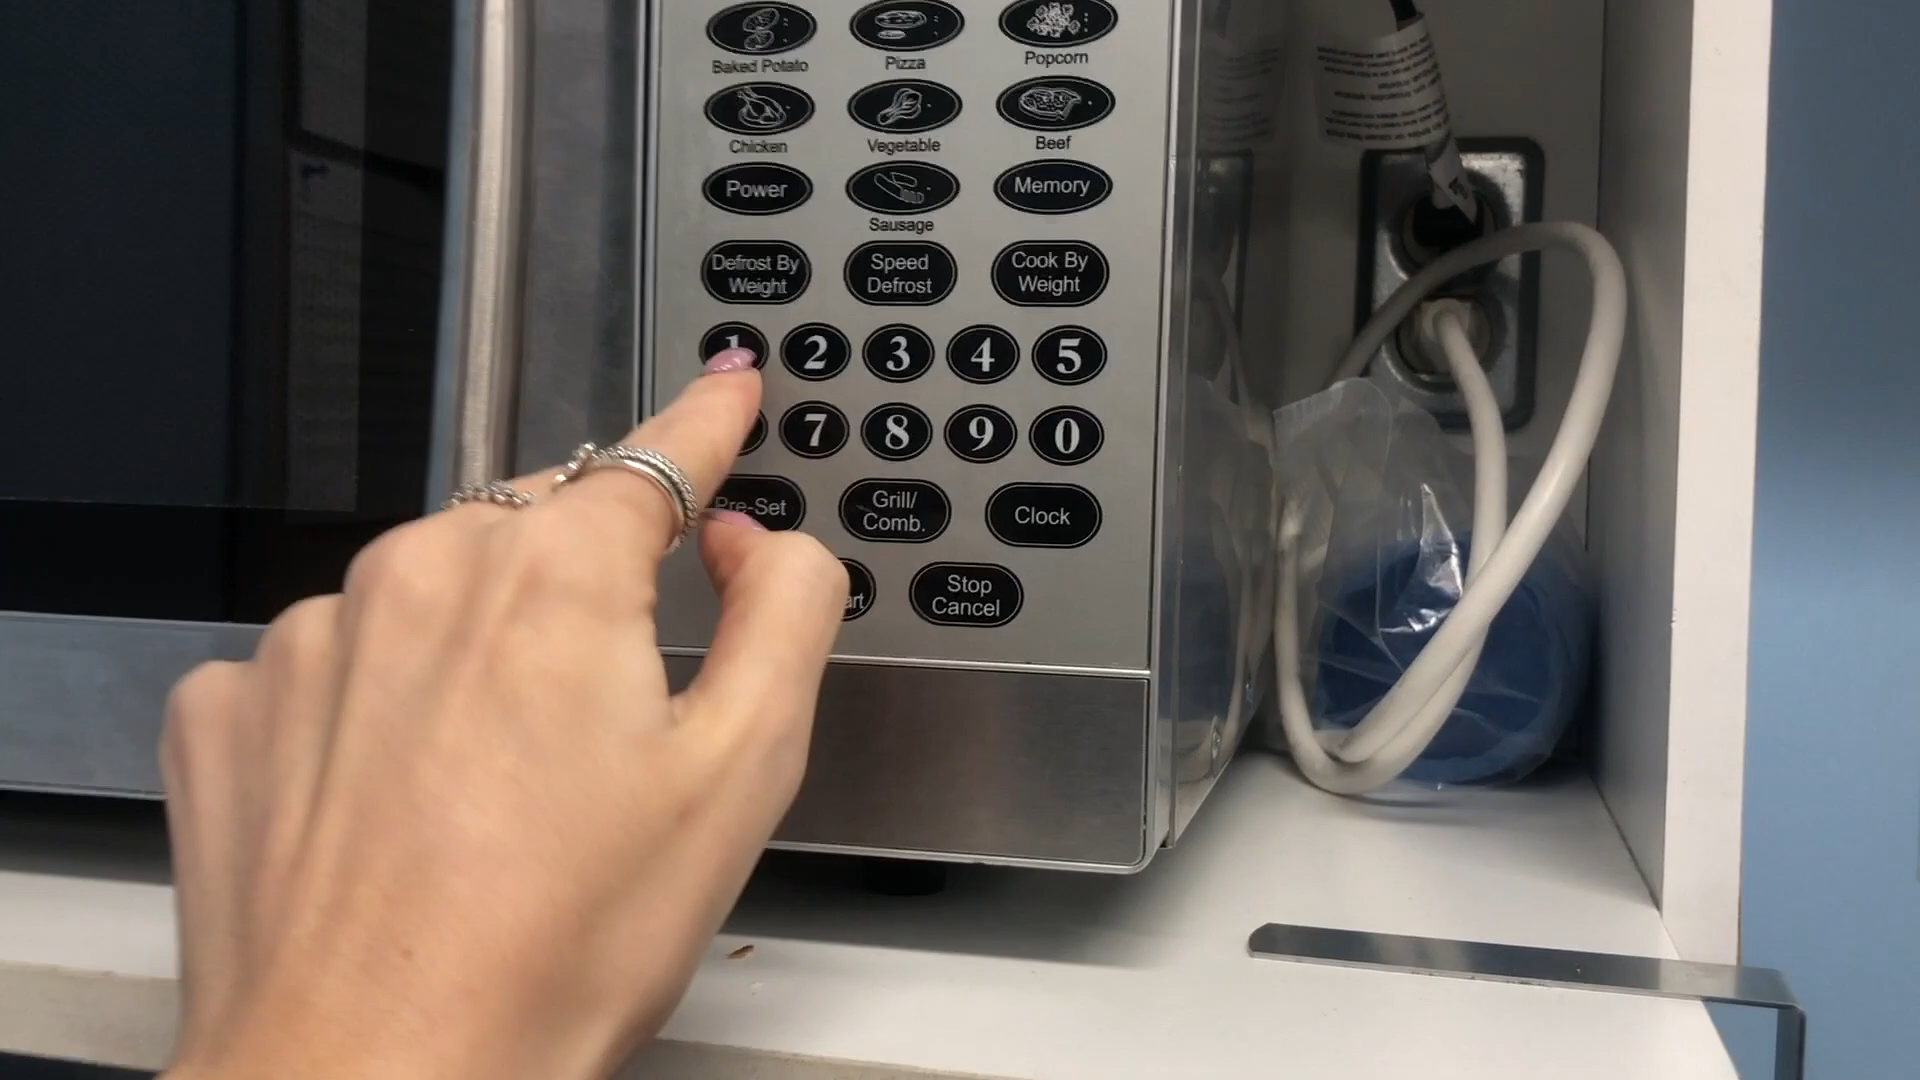 Baked Potato
Pizza
Popcorn
Chicken
Vegetable
Beef
Power
Memory
Sausage
Defrost By
Weight
Speed
Defrost
Cook By
Weight
1 2 3 4 5
7 8 9 0
Pre-Set
Grill/
Comb.
Clock
Stop
Cancel